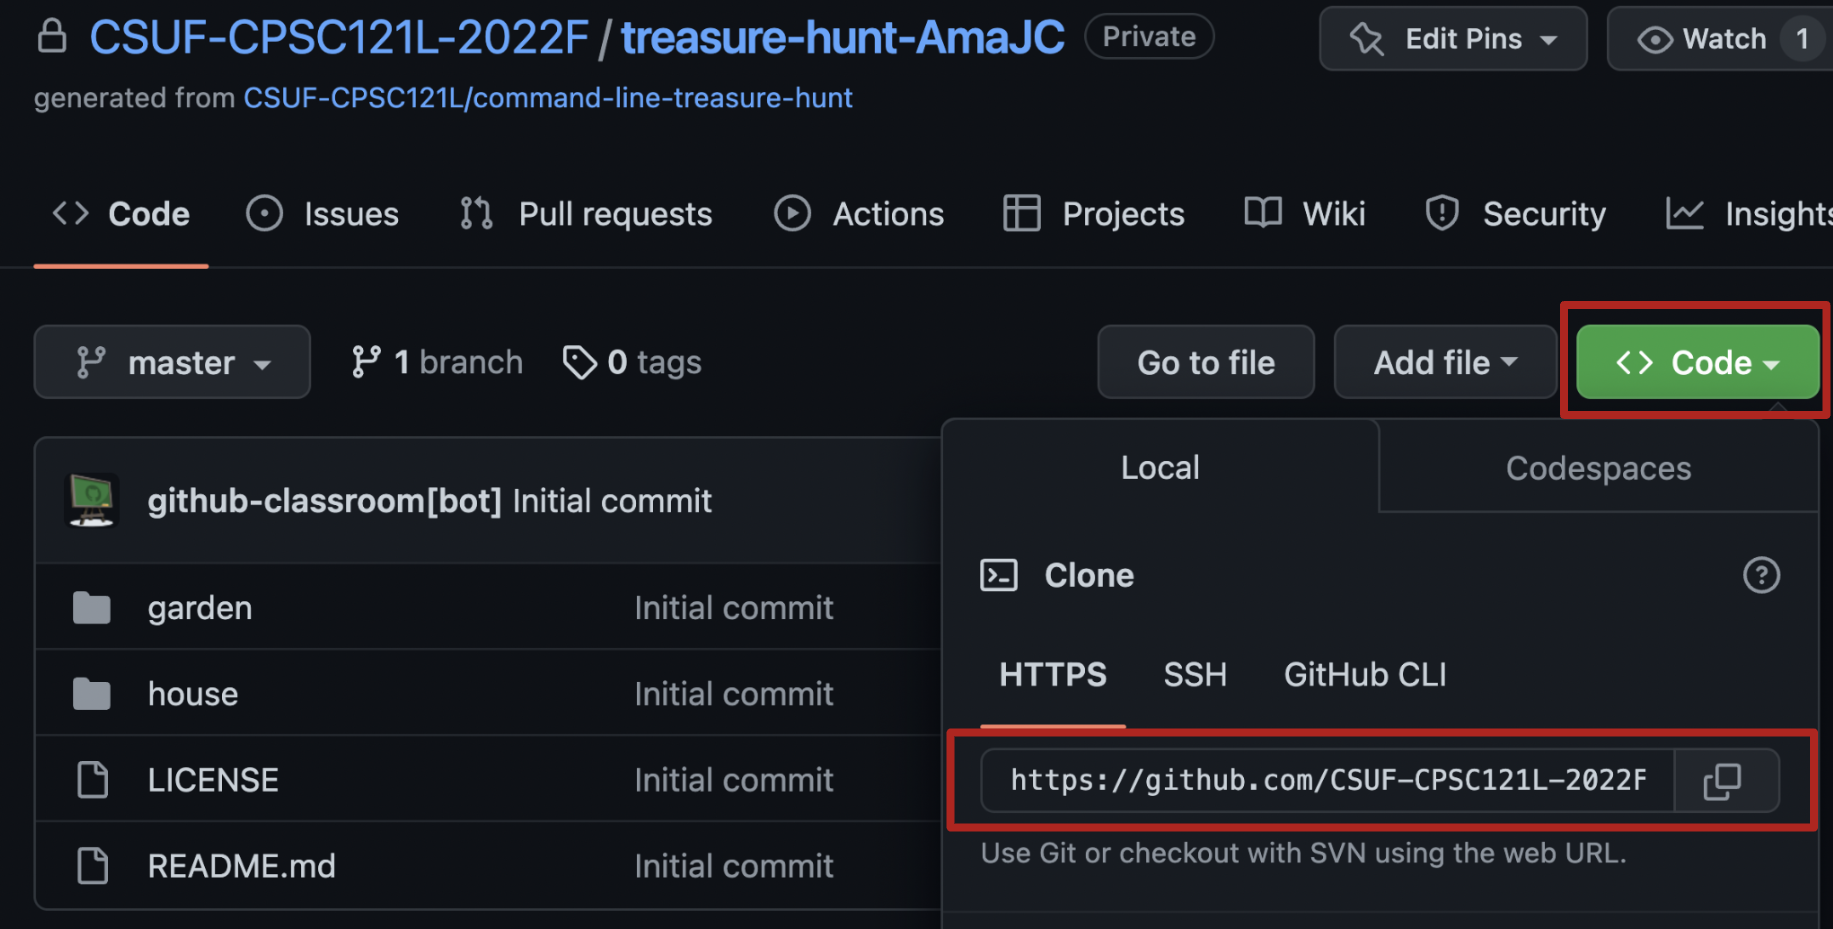 CSUF-CPSC121L-2022F / treasure-hunt-AmaJC Private Edit Pins Watch 1
generated from CSUF-CPSC121L/command-line-treasure-hunt
Code Issues Pull requests Actions Projects Wiki Security Insights
master 1 branch 0 tags Go to file Add file Code
Local Codespaces
github-classroom[bot] Initial commit
Clone
garden Initial commit
HTTPS SSH GitHub CLI
house Initial commit
https://github.com/CSUF-CPSC121L-2022F
LICENSE Initial commit
Use Git or checkout with SVN using the web URL.
README.md Initial commit